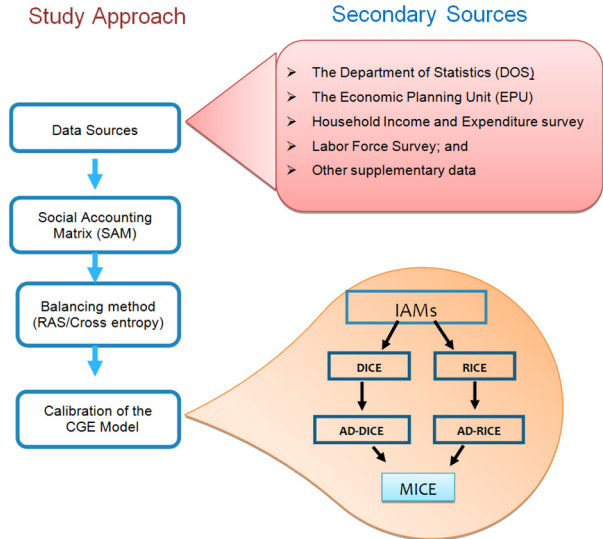 Study Approach
Secondary Sources
Data Sources
➤ The Department of Statistics (DOS)
➤ The Economic Planning Unit (EPU)
➤ Household Income and Expenditure survey
➤ Labor Force Survey; and
➤ Other supplementary data
Social Accounting
Matrix (SAM)
Balancing method
(RAS/Cross entropy)
Calibration of the
CGE Model
IAMs
DICE
RICE
AD-DICE
AD-RICE
MICE